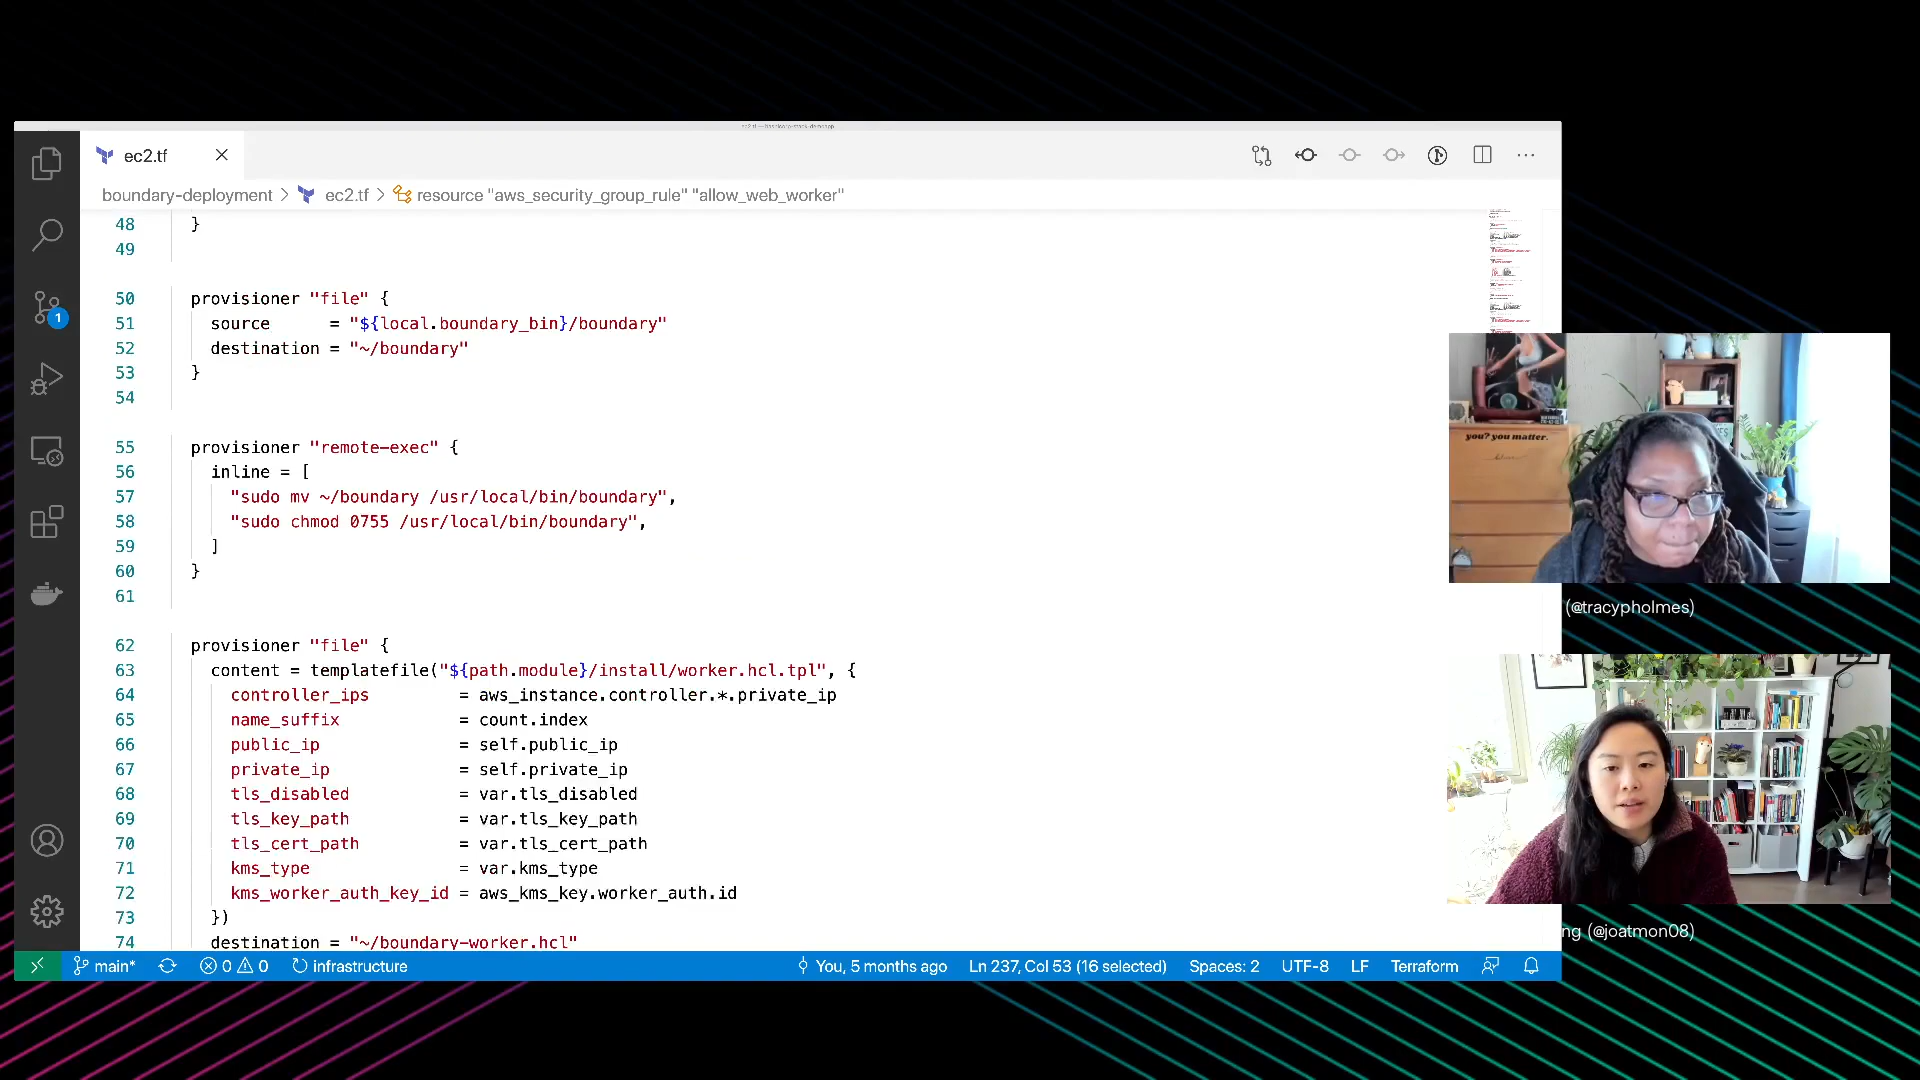 ec2.tf
boundary-deployment > ec2.tf > resource "aws_security_group_rule" "allow_web_worker"
48 }
49
50 provisioner "file" {
51 source = "${local.boundary_bin}/boundary"
52 destination = "~/boundary"
53 }
54
55 provisioner "remote-exec" {
56 inline = [
57 "sudo mv ~/boundary /usr/local/bin/boundary",
58 "sudo chmod 0755 /usr/local/bin/boundary",
59 ]
60 }
61
62 provisioner "file" {
63 content = templatefile("${path.module}/install/worker.hcl.tpl", {
64 controller_ips = aws_instance.controller.*.private_ip
65 name_suffix = count.index
66 public_ip = self.public_ip
67 private_ip = self.private_ip
68 tls_disabled = var.tls_disabled
69 tls_key_path = var.tls_key_path
70 tls_cert_path = var.tls_cert_path
71 kms_type = var.kms_type
72 kms_worker_auth_key_id = aws_kms_key.worker_auth.id
73 })
74 destination = "~/boundary-worker.hcl"
1
main* 0 0 infrastructure You, 5 months ago Ln 237, Col 53 (16 selected) Spaces: 2 UTF-8 LF Terraform
you? you matter.
(@tracypholmes)
ng (@joatmon08)